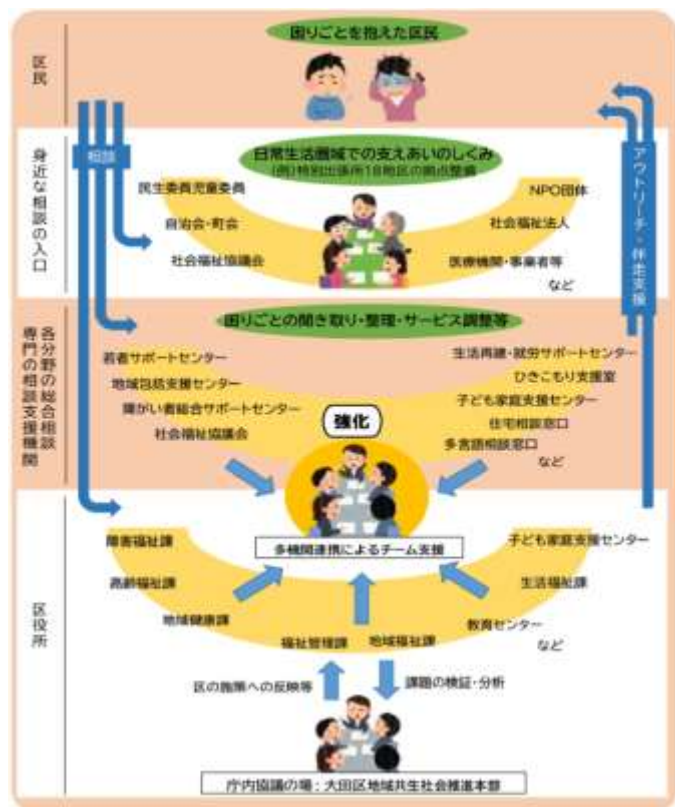 困りごとを抱えた区民
区民
相談
アウトリーチ・伴走支援
身近な相談の入口
日常生活圏域での支えあいのしくみ
(例)特別出張所18地区の拠点整備
民生委員児童委員
NPO団体
自治会・町会
社会福祉法人
社会福祉協議会
医療機関・事業者等
など
各分野の総合相談
専門の相談支援機関
困りごとの聞き取り・整理・サービス調整等
若者サポートセンター
生活再建・就労サポートセンター
地域包括支援センター
ひきこもり支援室
障がい者総合サポートセンター
子ども家庭支援センター
社会福祉協議会
住宅相談窓口
多言語相談窓口
など
強化
多機関連携によるチーム支援
区役所
障害福祉課
子ども家庭支援センター
高齢福祉課
生活福祉課
地域健康課
教育センター
福祉管理課
地域福祉課
など
区の施策への反映等
課題の検証・分析
庁内協議の場：大田区地域共生社会推進本部